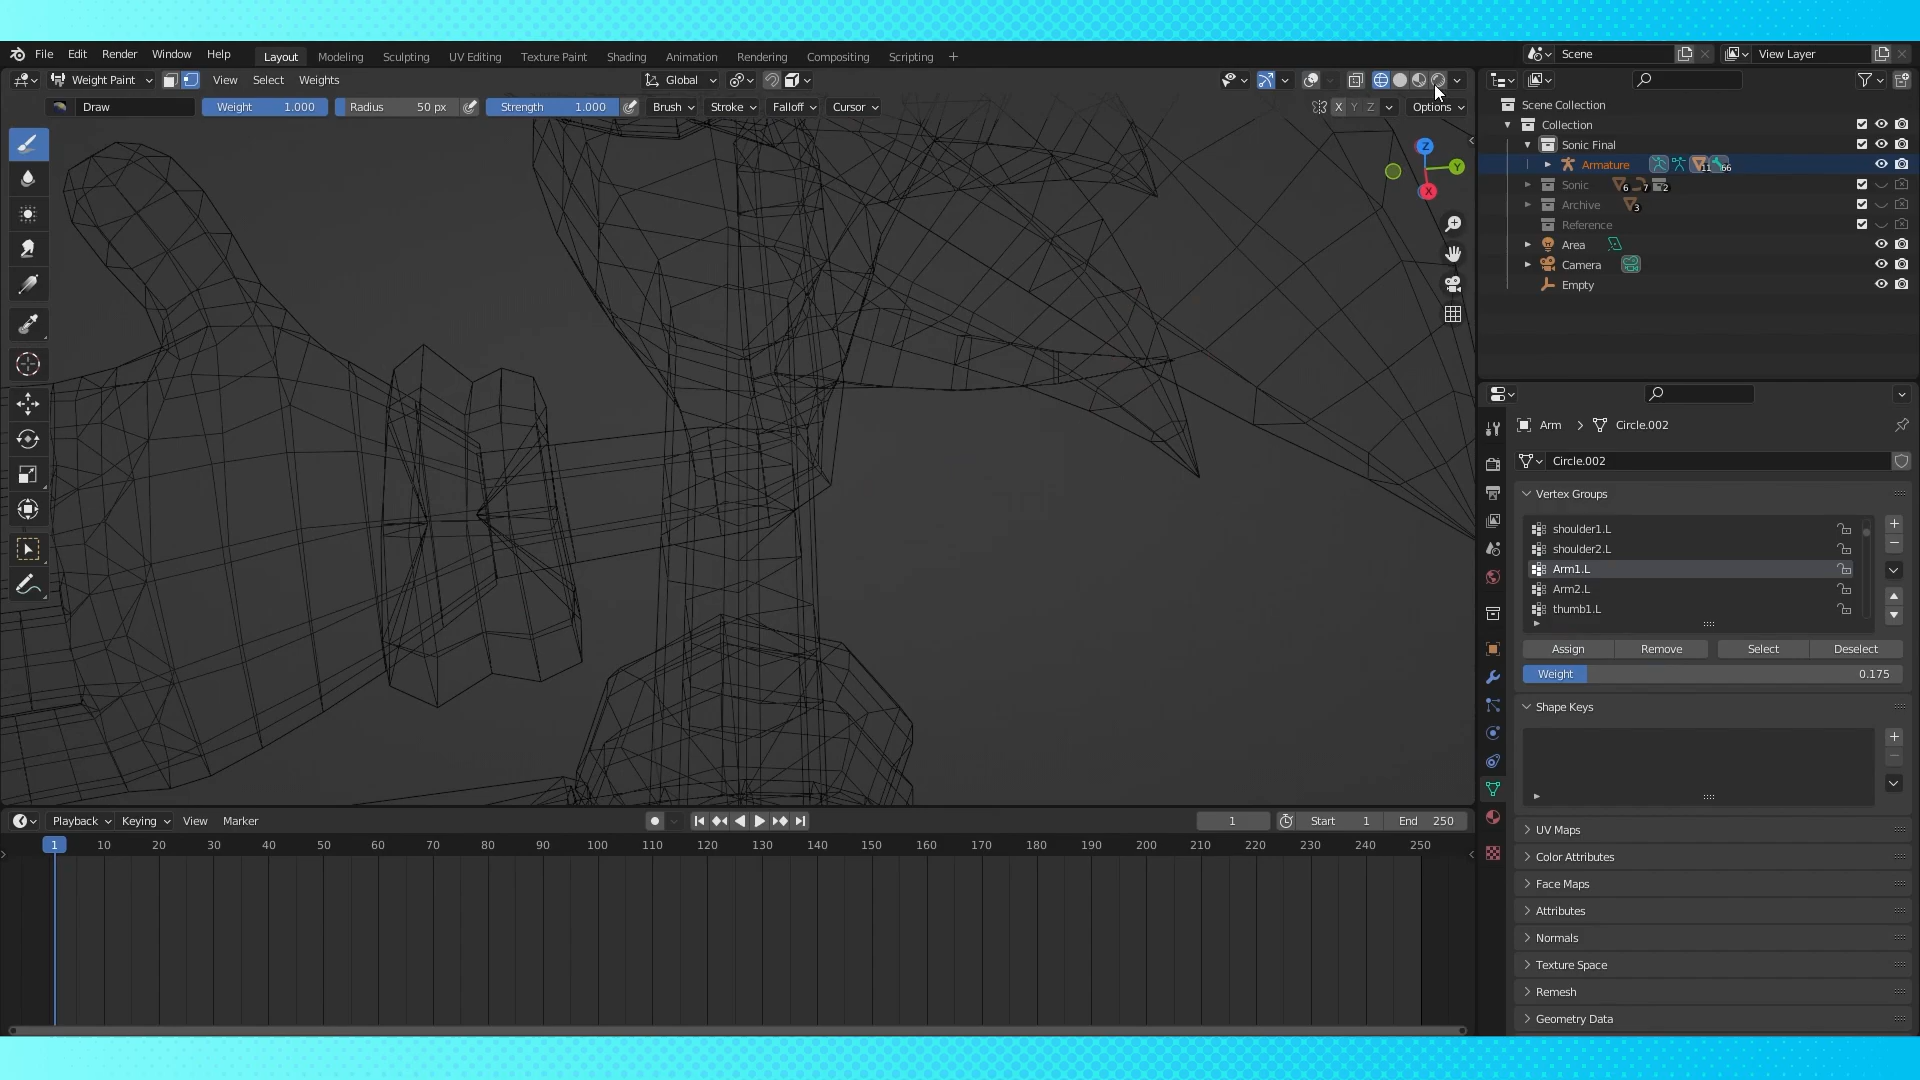 File Edit Render Window Help Layout Modeling Sculpting UV Editing Texture Paint Shading Animation Rendering Compositing Scripting + Scene View Layer
Weight Paint View Select Weights Global
Draw Weight 1.000 Radius 50 px Strength 1.000 Brush Stroke Falloff Cursor X Y Z Options
Z
Y
X
Scene Collection
Collection
Sonic Final
Armature 11 66
Sonic 6 7 2
Archive 3
Reference
Area
Camera
Empty
Arm > Circle.002
Circle.002
Vertex Groups
shoulder1.L
shoulder2.L
Arm1.L
Arm2.L
thumb1.L
Assign Remove Select Deselect
Weight 0.175
Shape Keys
UV Maps
Color Attributes
Face Maps
Attributes
Normals
Texture Space
Remesh
Geometry Data
Playback Keying View Marker 1 Start 1 End 250
1 10 20 30 40 50 60 70 80 90 100 110 120 130 140 150 160 170 180 190 200 210 220 230 240 250